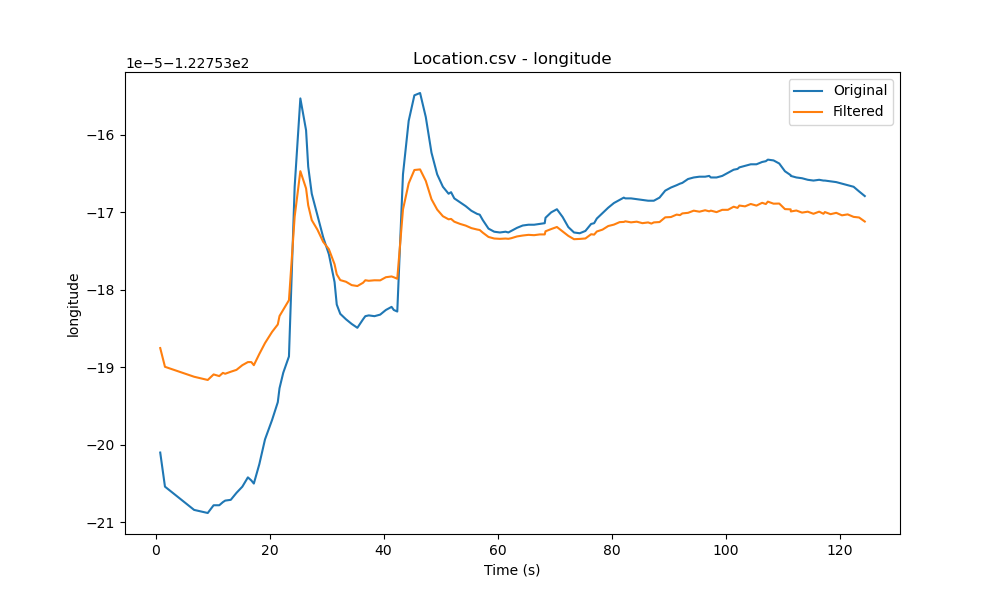 Location.csv - longitude
1e−5−1.22753e2
Original
Filtered
−16
−17
−18
−19
−20
−21
longitude
0 20 40 60 80 100 120
Time (s)